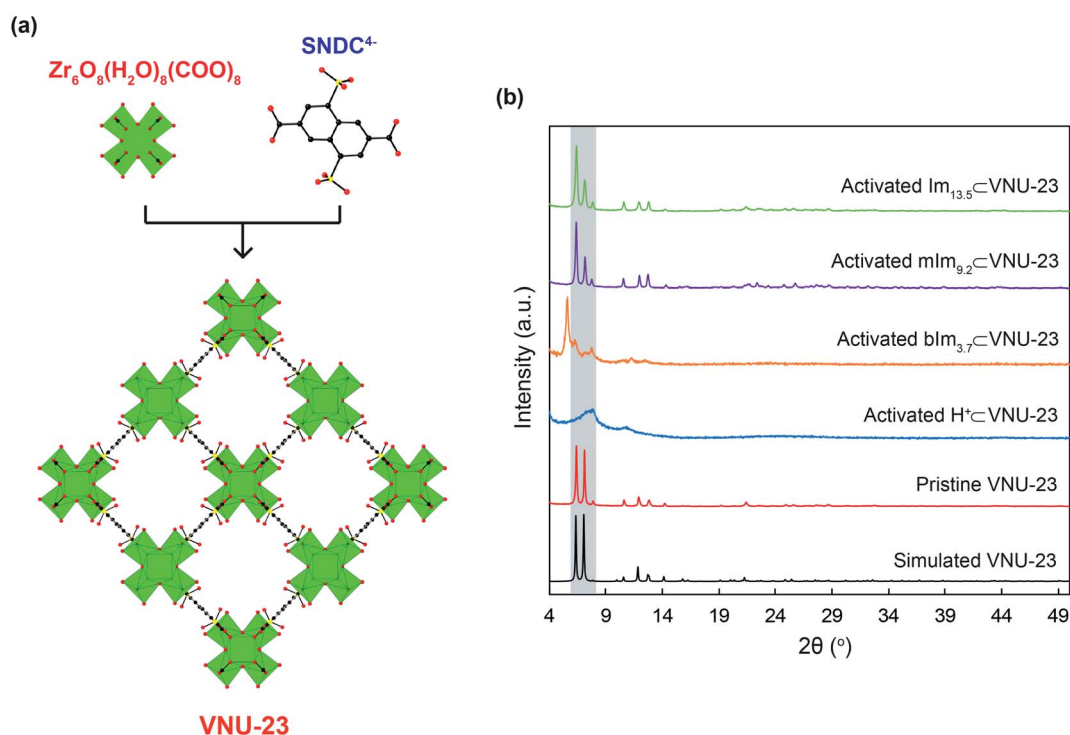 (a)
SNDC⁴⁻
Zr₆O₈(H₂O)₈(COO)₈
VNU-23
(b)
Activated Im₁₃.₅⊂VNU-23
Activated mIm₉.₂⊂VNU-23
Activated bIm₃.₇⊂VNU-23
Activated H⁺⊂VNU-23
Pristine VNU-23
Simulated VNU-23
Intensity (a.u.)
4 9 14 19 24 29 34 39 44 49
2θ (°)